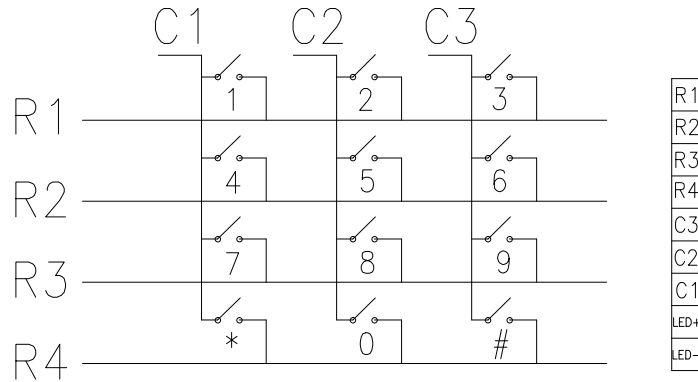 C1 C2 C3
1 2 3
R1
4 5 6
R2
7 8 9
R3
* 0 #
R4
R1
R2
R3
R4
C3
C2
C1
LED+
LED-